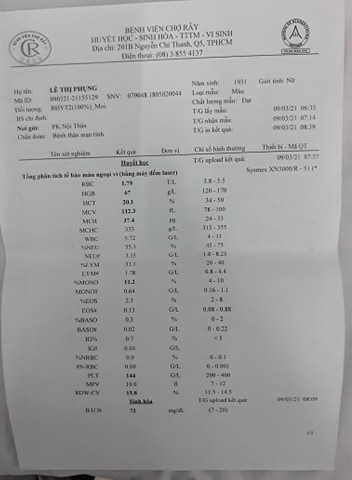 BỆNH VIỆN CHỢ RẪY
HUYẾT HỌC - SINH HÓA - TTTM - VI SINH
Địa chỉ: 201B Nguyễn Chí Thanh, Q5, TPHCM
Điện thoại: (08) 3 855 4137
Họ tên: LÊ THỊ PHỤNG Năm sinh: 1931 Giới tính: Nữ
Mã ID: 090321-21155129 SNV: 079048.1805020044 Loại mẫu: Máu
BHYT2(100%)_Moi Chất lượng mẫu: Đạt
BS chỉ định: T/G lấy mẫu: 09/03/21 06:35
Nơi gửi: PK.Nội Thận T/G nhận mẫu: 09/03/21 07:14
Chẩn đoán: Bệnh thận mạn tính T/G in kết quả: 09/03/21 08:39
Tên xét nghiệm Kết quả Đơn vị Chỉ số bình thường Thiết bị - Mã QT
Huyết học T/G upload kết quả: 09/03/21 07:57
Tổng phân tích tế bào máu ngoại vi (bằng máy đếm laser) Sysmex XN3000/R - 51 (*
RBC 1.79 T/L 3.8 - 5.5
HGB 67 g/L 120 - 170
HCT 20.1 % 34 - 50
MCV 112.3 fL 78 - 100
MCH 37.4 pg 24 - 33
MCHC 333 g/L 315 - 355
WBC 5.72 G/L 4 - 11
%NEU 55.1 % 45 - 75
NEU# 3.15 G/L 1.8 - 8.25
%LYM 31.1 % 20 - 40
LYM# 1.78 G/L 0.8 - 4.4
%MONO 11.2 % 4 - 10
MONO# 0.64 G/L 0.16 - 1.1
%EOS 2.3 % 2 - 8
EOS# 0.13 G/L 0.08 - 0.88
%BASO 0.3 % 0 - 2
BASO# 0.02 G/L 0 - 0.22
IG% 0.7 % < 3
IG# 0.04 G/L
%NRBC 0.0 % 0 - 0.1
#N-RBC 0.00 G/L 0 - 0.001
PLT 144 G/L 200 - 400
MPV 10.0 fl 7 - 12
RDW-CV 15.8 % 11.5 - 14.5
Sinh hóa T/G upload kết quả: 09/03/21 08:09
B.U.N 72 mg/dL (7 - 20)